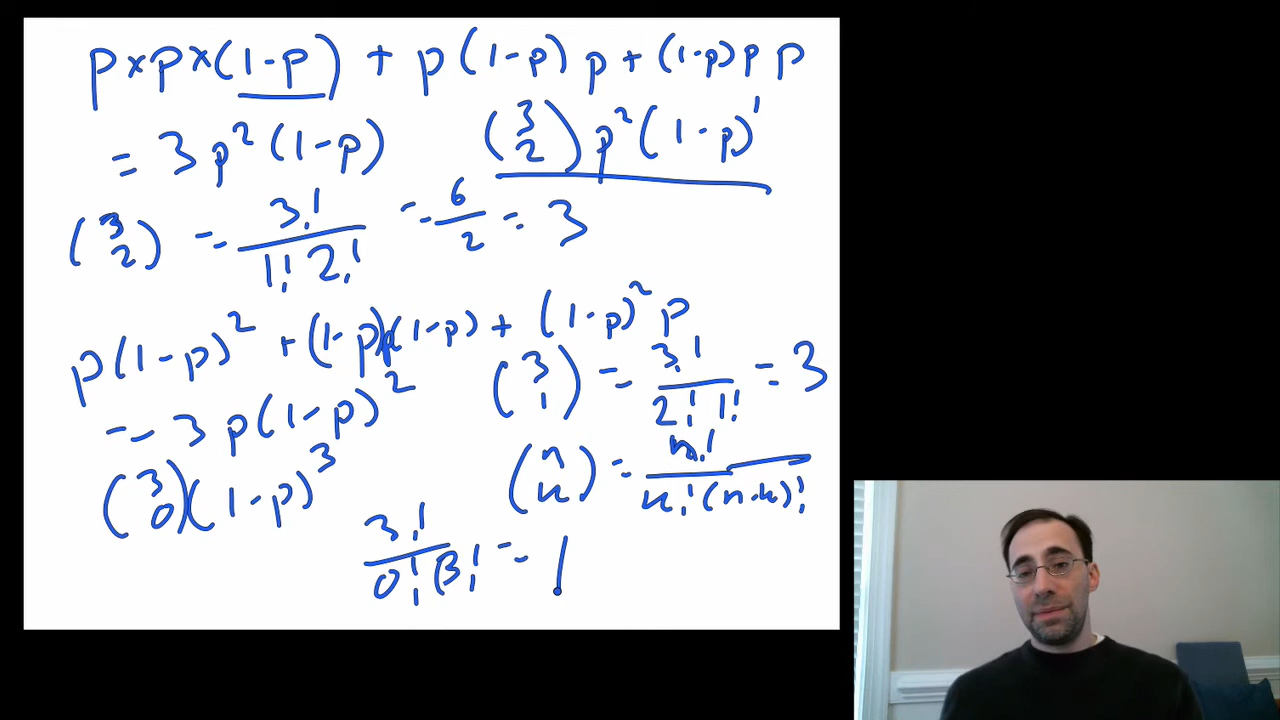 p×p×(1-p) + p(1-p)p + (1-p)p p
= 3p²(1-p)   (3 2) p²(1-p)¹
(3 2) = 3! / 1! 2! = 6/2 = 3
p(1-p)² + (1-p)p(1-p) + (1-p)² p
= 3p(1-p)²   (3 1) = 3! / 2! 1! = 3
(3 0)(1-p)³   (n k) = n! / k!(n-k)!
3! / 0! 3! = 1